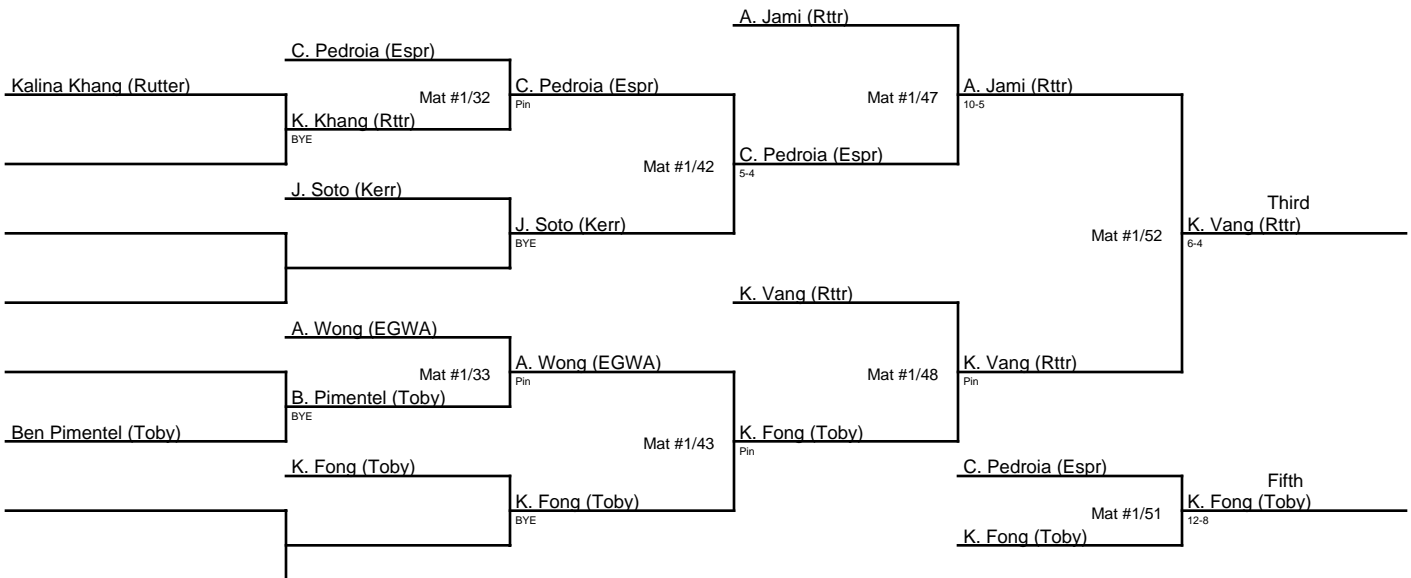 A. Jami (Rttr)
C. Pedroia (Espr)
Kalina Khang (Rutter)
Mat #1/32
C. Pedroia (Espr)
Pin
Mat #1/47
A. Jami (Rttr)
10-5
K. Khang (Rttr)
BYE
Mat #1/42
C. Pedroia (Espr)
5-4
J. Soto (Kerr)
J. Soto (Kerr)
BYE
Mat #1/52
Third
K. Vang (Rttr)
6-4
K. Vang (Rttr)
A. Wong (EGWA)
Mat #1/33
A. Wong (EGWA)
Pin
Mat #1/48
K. Vang (Rttr)
Pin
B. Pimentel (Toby)
BYE
Ben Pimentel (Toby)
Mat #1/43
K. Fong (Toby)
Pin
K. Fong (Toby)
C. Pedroia (Espr)
K. Fong (Toby)
BYE
Mat #1/51
Fifth
K. Fong (Toby)
12-8
K. Fong (Toby)